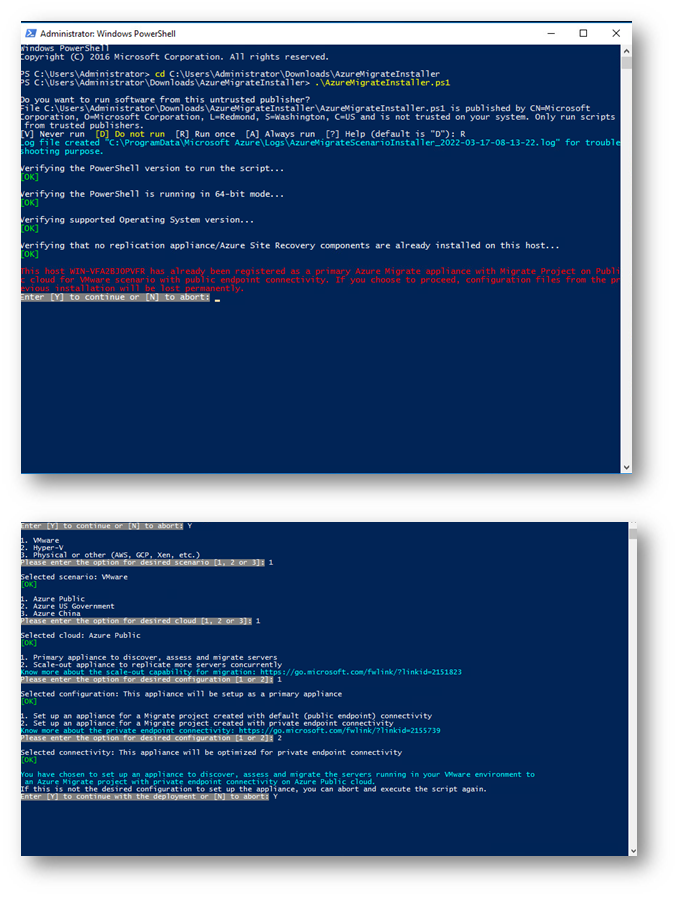 Administrator: Windows PowerShell
Windows PowerShell
Copyright (C) 2016 Microsoft Corporation. All rights reserved.
PS C:\Users\Administrator> cd C:\Users\Administrator\Downloads\AzureMigrateInstaller
PS C:\Users\Administrator\Downloads\AzureMigrateInstaller> .\AzureMigrateInstaller.ps1
Do you want to run software from this untrusted publisher?
File C:\Users\Administrator\Downloads\AzureMigrateInstaller\AzureMigrateInstaller.ps1 is published by CN=Microsoft
Corporation, O=Microsoft Corporation, L=Redmond, S=Washington, C=US and is not trusted on your system. Only run scripts
from trusted publishers.
[V] Never run  [D] Do not run  [R] Run once  [A] Always run  [?] Help (default is "D"): R
Log file created "C:\ProgramData\Microsoft Azure\Logs\AzureMigrateScenarioInstaller_2022-03-17-08-13-22.log" for trouble
shooting purpose.
Verifying the PowerShell version to run the script...
[OK]
Verifying the PowerShell is running in 64-bit mode...
[OK]
Verifying supported Operating System version...
[OK]
Verifying that no replication appliance/Azure Site Recovery components are already installed on this host...
[OK]
This host WIN-VFA2BJOPVFR has already been registered as a primary Azure Migrate appliance with Migrate Project on Publi
c cloud for VMware scenario with public endpoint connectivity. If you choose to proceed, configuration files from the pr
evious installation will be lost permanently.
Enter [Y] to continue or [N] to abort: _
Enter [Y] to continue or [N] to abort: Y
1. VMware
2. Hyper-V
3. Physical or other (AWS, GCP, Xen, etc.)
Please enter the option for desired scenario [1, 2 or 3]: 1
Selected scenario: VMware
[OK]
1. Azure Public
2. Azure US Government
3. Azure China
Please enter the option for desired cloud [1, 2 or 3]: 1
Selected cloud: Azure Public
[OK]
1. Primary appliance to discover, assess and migrate servers
2. Scale-out appliance to replicate more servers concurrently
Know more about the scale-out capability for migration: https://go.microsoft.com/fwlink/?linkid=2151823
Please enter the option for desired configuration [1 or 2]: 1
Selected configuration: This appliance will be setup as a primary appliance
[OK]
1. Set up an appliance for a Migrate project created with default (public endpoint) connectivity
2. Set up an appliance for a Migrate project created with private endpoint connectivity
Know more about the private endpoint connectivity: https://go.microsoft.com/fwlink/?linkid=2155739
Please enter the option for desired configuration [1 or 2]: 2
Selected connectivity: This appliance will be optimized for private endpoint connectivity
[OK]
You have chosen to set up an appliance to discover, assess and migrate the servers running in your VMware environment to
an Azure Migrate project with private endpoint connectivity on Azure Public cloud.
If this is not the desired configuration to set up the appliance, you can abort and execute the script again.
Enter [Y] to continue with the deployment or [N] to abort: Y